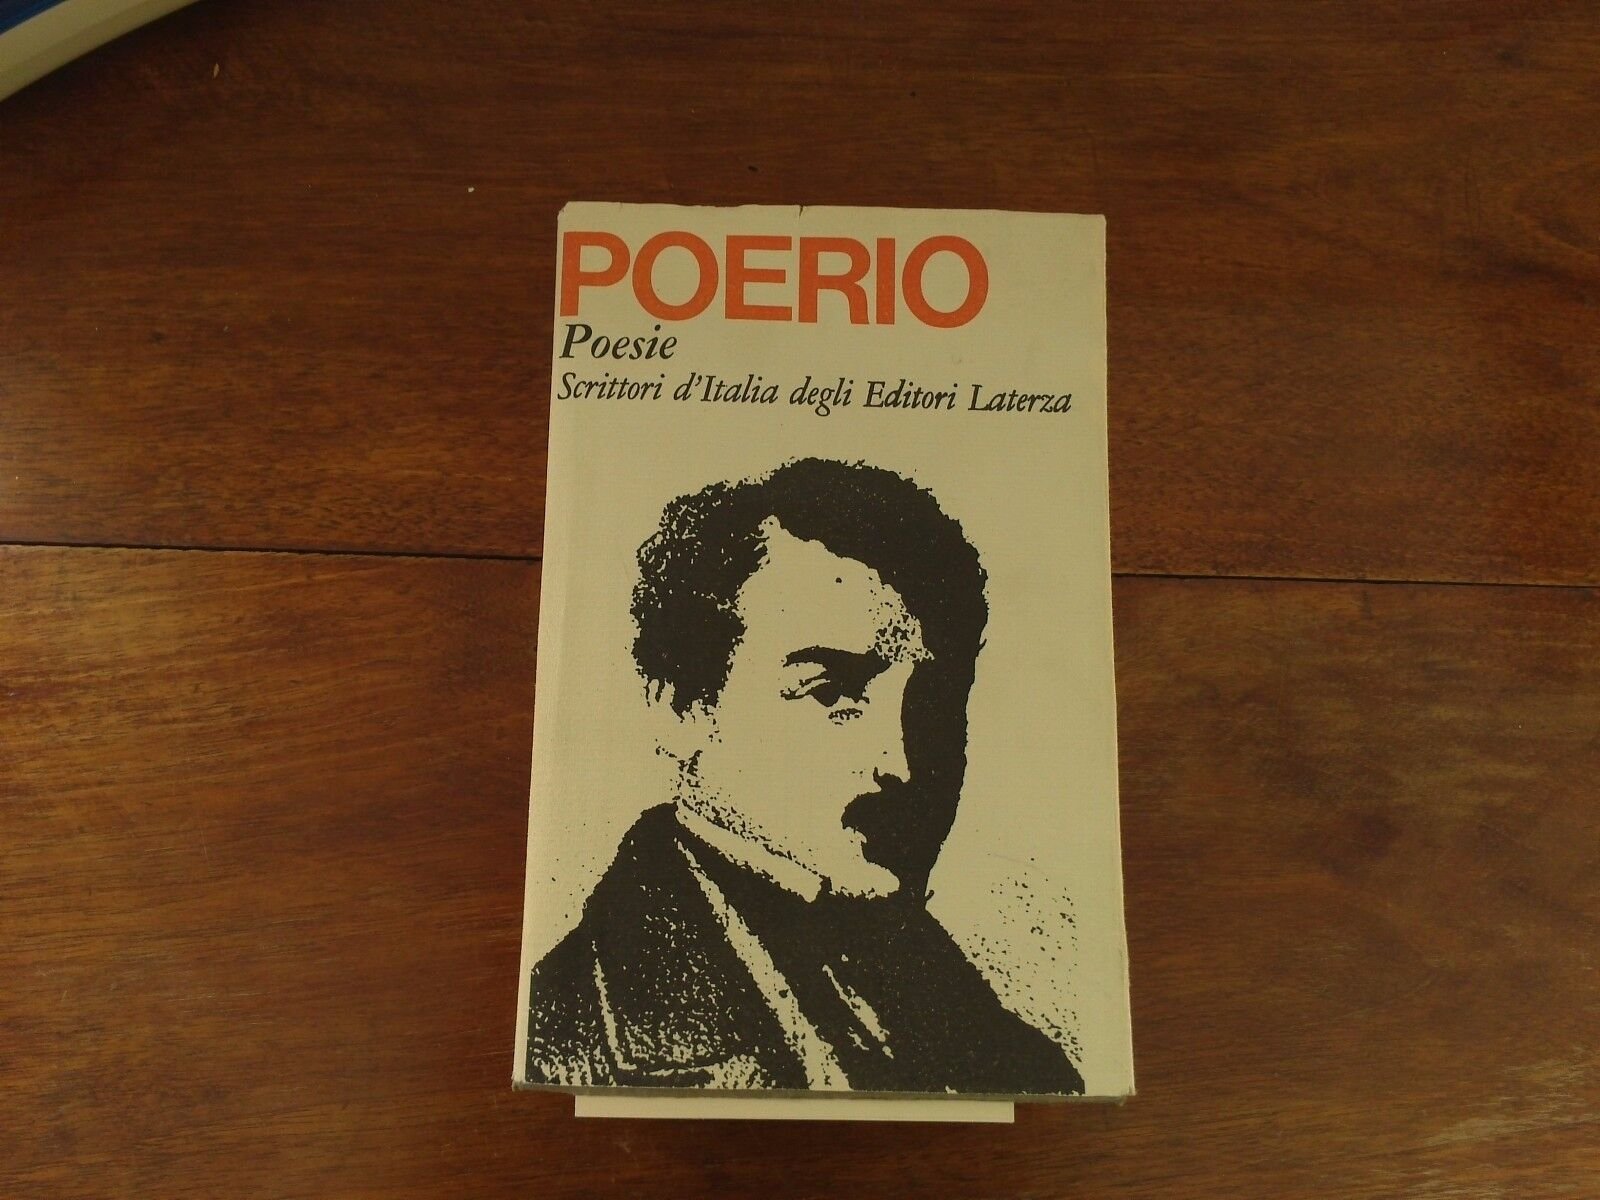 POERIO
Poesie
Scrittori d'Italia degli Editori Laterza